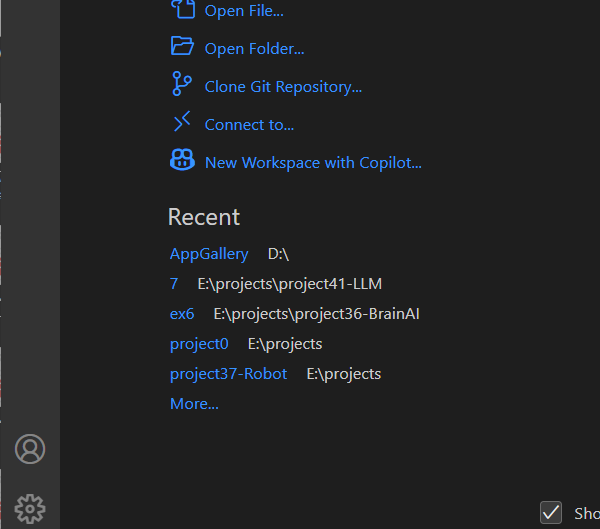 Open File...
Open Folder...
Clone Git Repository...
Connect to...
New Workspace with Copilot...
Recent
AppGallery D:\
7 E:\projects\project41-LLM
ex6 E:\projects\project36-BrainAI
project0 E:\projects
project37-Robot E:\projects
More...
Sho